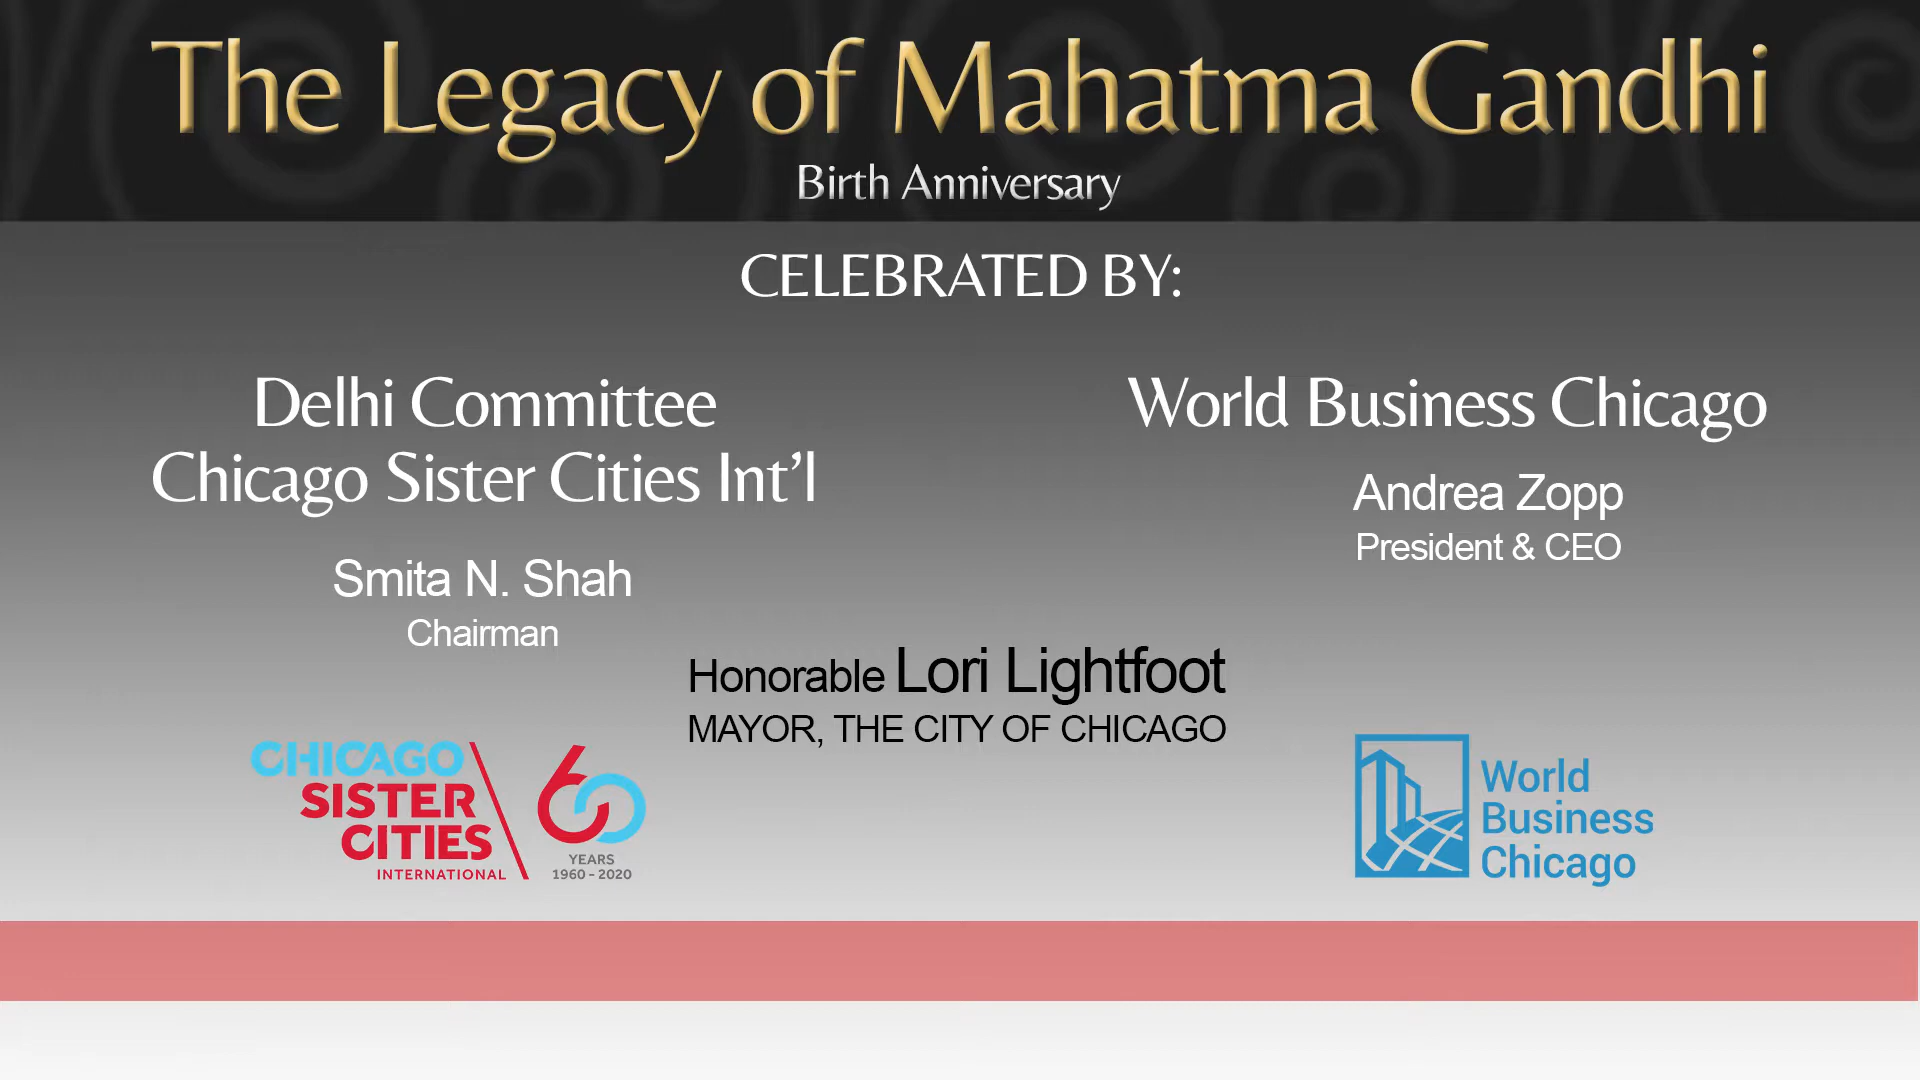 The Legacy of Mahatma Gandhi
Birth Anniversary
CELEBRATED BY:
Delhi Committee
Chicago Sister Cities Int’l
Smita N. Shah
Chairman
World Business Chicago
Andrea Zopp
President & CEO
Honorable Lori Lightfoot
MAYOR, THE CITY OF CHICAGO
CHICAGO
SISTER
CITIES
INTERNATIONAL
60
YEARS
1960 - 2020
World
Business
Chicago